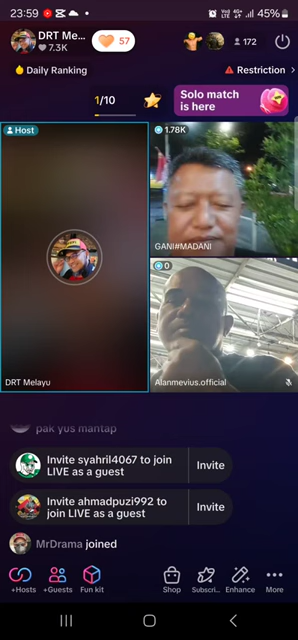 23:59
Vo)) 4G+ 45%
DRT Me...
7.3K
57
172
Daily Ranking
Restriction >
1/10
Solo match
is here
Host
1.78K
GANI#MADANI
0
DRT Melayu
Alanmevius.official
pak yus mantap
Invite syahril4067 to join
LIVE as a guest
Invite
Invite ahmadpuzi992 to
join LIVE as a guest
Invite
MrDrama joined
+Hosts
+Guests
Fun kit
Shop
Subscri...
Enhance
More